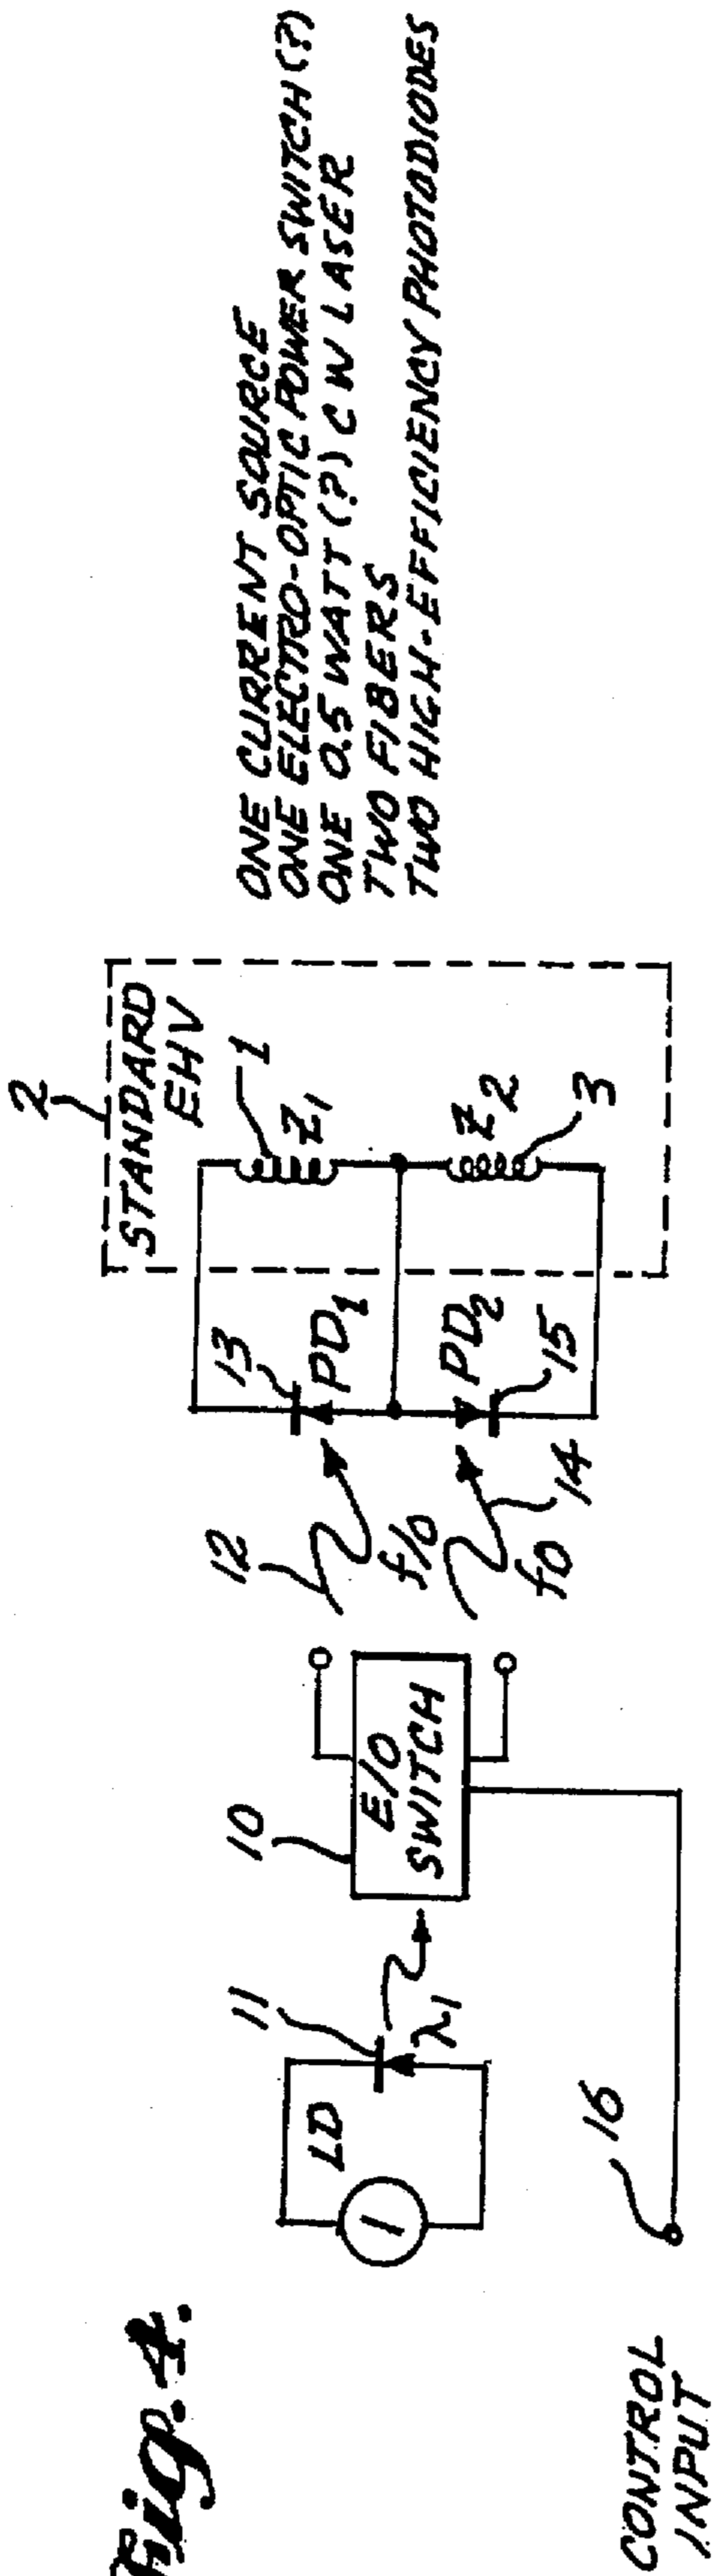 Fig. 4.
CONTROL
INPUT
16
I
LD
11
λ1
10
E/O
SWITCH
12
f/o
fo
14
13
PD1
PD2
15
2
STANDARD
EHV
1
Z1
Z2
3
ONE CURRENT SOURCE
ONE ELECTRO-OPTIC POWER SWITCH (?)
ONE 0.5 WATT (?) CW LASER
TWO FIBERS
TWO HIGH-EFFICIENCY PHOTODIODES